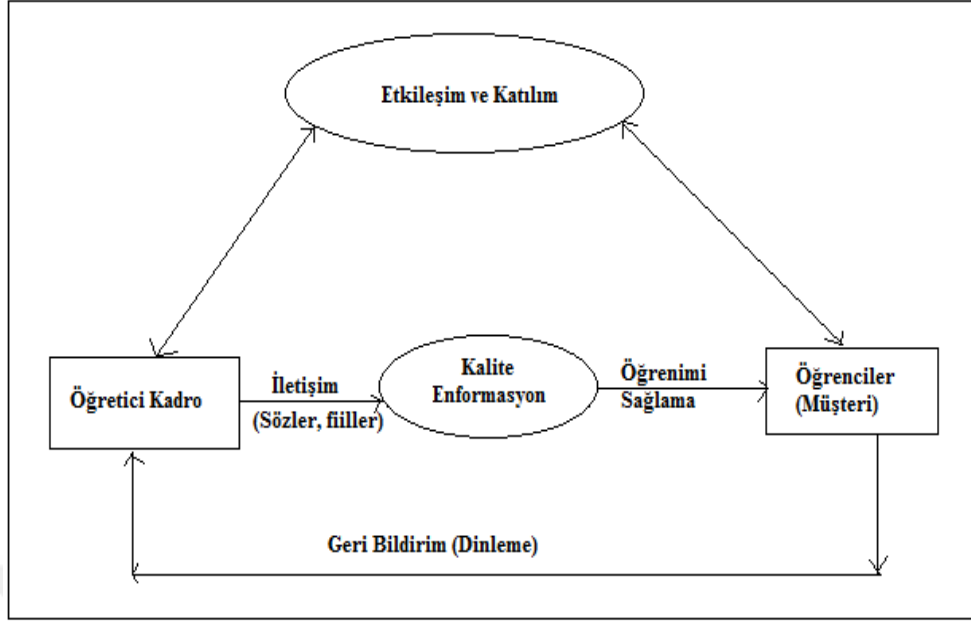 Etkileşim ve Katılım
Öğretici Kadro
İletişim
(Sözler, fiiller)
Kalite
Enformasyon
Öğrenimi
Sağlama
Öğrenciler
(Müşteri)
Geri Bildirim (Dinleme)